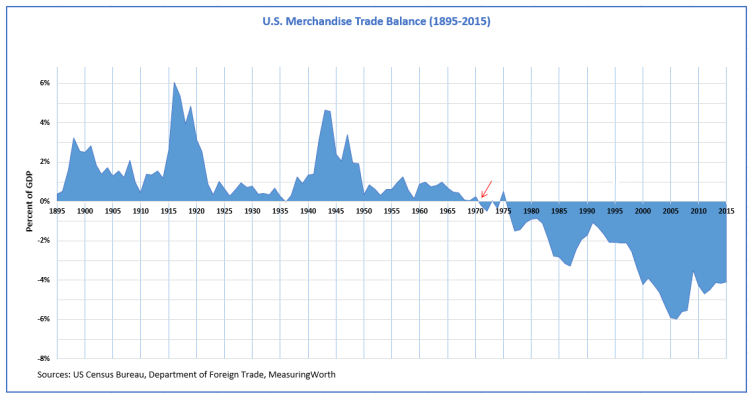 U.S. Merchandise Trade Balance (1895-2015)
Percent of GDP
6%
4%
2%
0%
1895 1900 1905 1910 1915 1920 1925 1930 1935 1940 1945 1950 1955 1960 1965 1970 1975 1980 1985 1990 1995 2000 2005 2010 2015
-2%
-4%
-6%
-8%
Sources: US Census Bureau, Department of Foreign Trade, MeasuringWorth